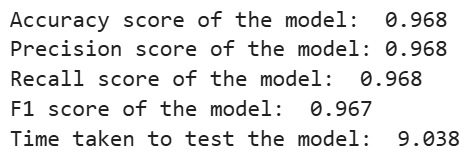 Accuracy score of the model:  0.968
Precision score of the model: 0.968
Recall score of the model:  0.968
F1 score of the model:  0.967
Time taken to test the model:  9.038